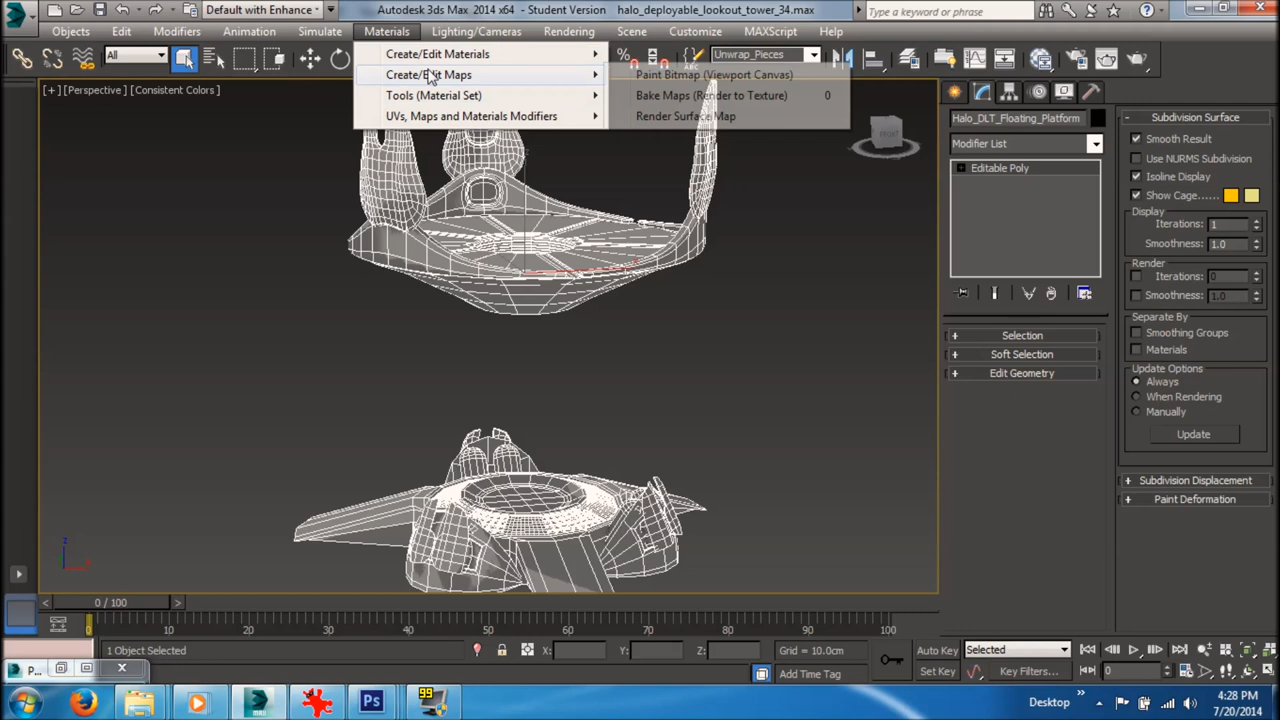 Default with Enhance
Autodesk 3ds Max 2014 x64 - Student Version halo_deployable_lookout_tower_34.max
Type a keyword or phrase
Objects Edit Modifiers Animation Simulate Materials Lighting/Cameras Rendering Scene Customize MAXScript Help
All
Unwrap_Pieces
Create/Edit Materials
Create/Edit Maps
Tools (Material Set)
UVs, Maps and Materials Modifiers
Paint Bitmap (Viewport Canvas)
Bake Maps (Render to Texture) 0
Render Surface Map
[+] [Perspective] [Consistent Colors]
FRONT
Halo_DLT_Floating_Platform
Modifier List
Editable Poly
+ Selection
+ Soft Selection
+ Edit Geometry
- Subdivision Surface
Smooth Result
Use NURMS Subdivision
Isoline Display
Show Cage......
Display
Iterations: 1
Smoothness: 1.0
Render
Iterations: 0
Smoothness: 1.0
Separate By
Smoothing Groups
Materials
Update Options
Always
When Rendering
Manually
Update
+ Subdivision Displacement
+ Paint Deformation
z
< 0 / 100 >
0 10 20 30 40 50 60 70 80 90 100
1 Object Selected
X: Y: Z:
Grid = 10.0cm
Add Time Tag
Auto Key
Selected
Set Key
Key Filters...
0
P...
99
Ps
Desktop
4:28 PM
7/20/2014